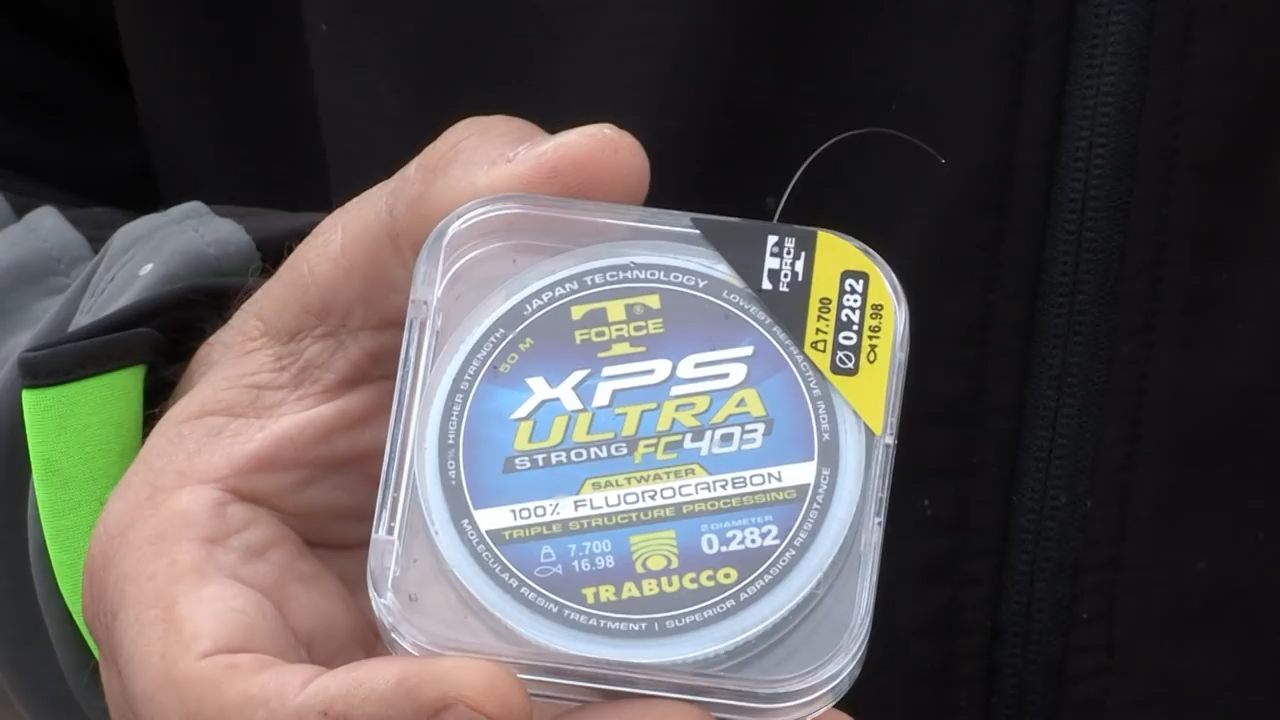 JAPAN TECHNOLOGY
LOWEST REFRACTIVE INDEX
+40% HIGHER STRENGTH
50 M
T®
FORCE
XPS
ULTRA
STRONG FC403
SALTWATER
100% FLUOROCARBON
TRIPLE STRUCTURE PROCESSING
7.700
16.98
DIAMETER
0.282
TRABUCCO
MOLECULAR RESIN TREATMENT | SUPERIOR ABRASION RESISTANCE
T®
FORCE
7.700
Ø 0.282
16.98